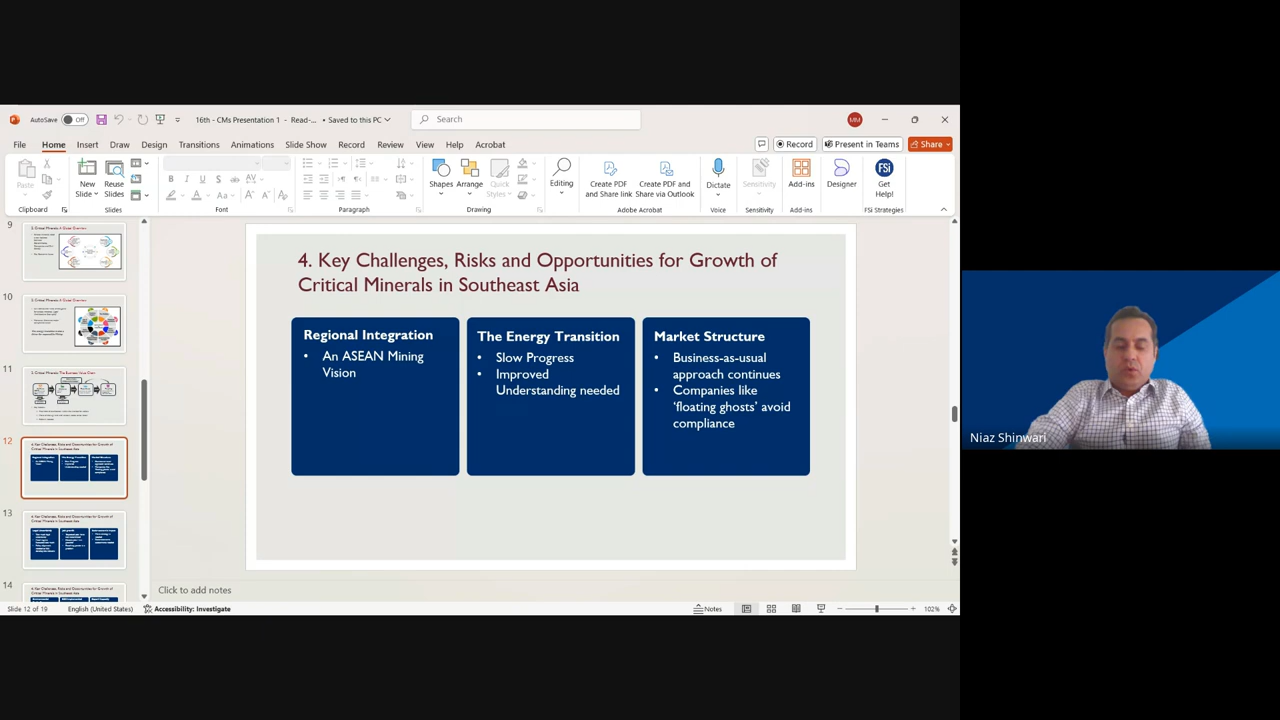 AutoSave Off 16th - CMs Presentation 1 - Read-... • Saved to this PC Search MM
File Home Insert Draw Design Transitions Animations Slide Show Record Review View Help Acrobat Record Present in Teams Share
Paste New Slide Reuse Slides B I U S AV Aa A A Shapes Arrange Quick Styles Editing Create PDF and Share link Create PDF and Share via Outlook Dictate Sensitivity Add-ins Designer FSi Get Help!
Clipboard Slides Font Paragraph Drawing Adobe Acrobat Voice Sensitivity Add-ins FSi Strategies
9
10
11
12
13
14
4. Key Challenges, Risks and Opportunities for Growth of
Critical Minerals in Southeast Asia
Regional Integration
• An ASEAN Mining
Vision
The Energy Transition
• Slow Progress
• Improved
Understanding needed
Market Structure
• Business-as-usual
approach continues
• Companies like
‘floating ghosts’ avoid
compliance
Click to add notes
Slide 12 of 19 English (United States) Accessibility: Investigate Notes 102%
Niaz Shinwari